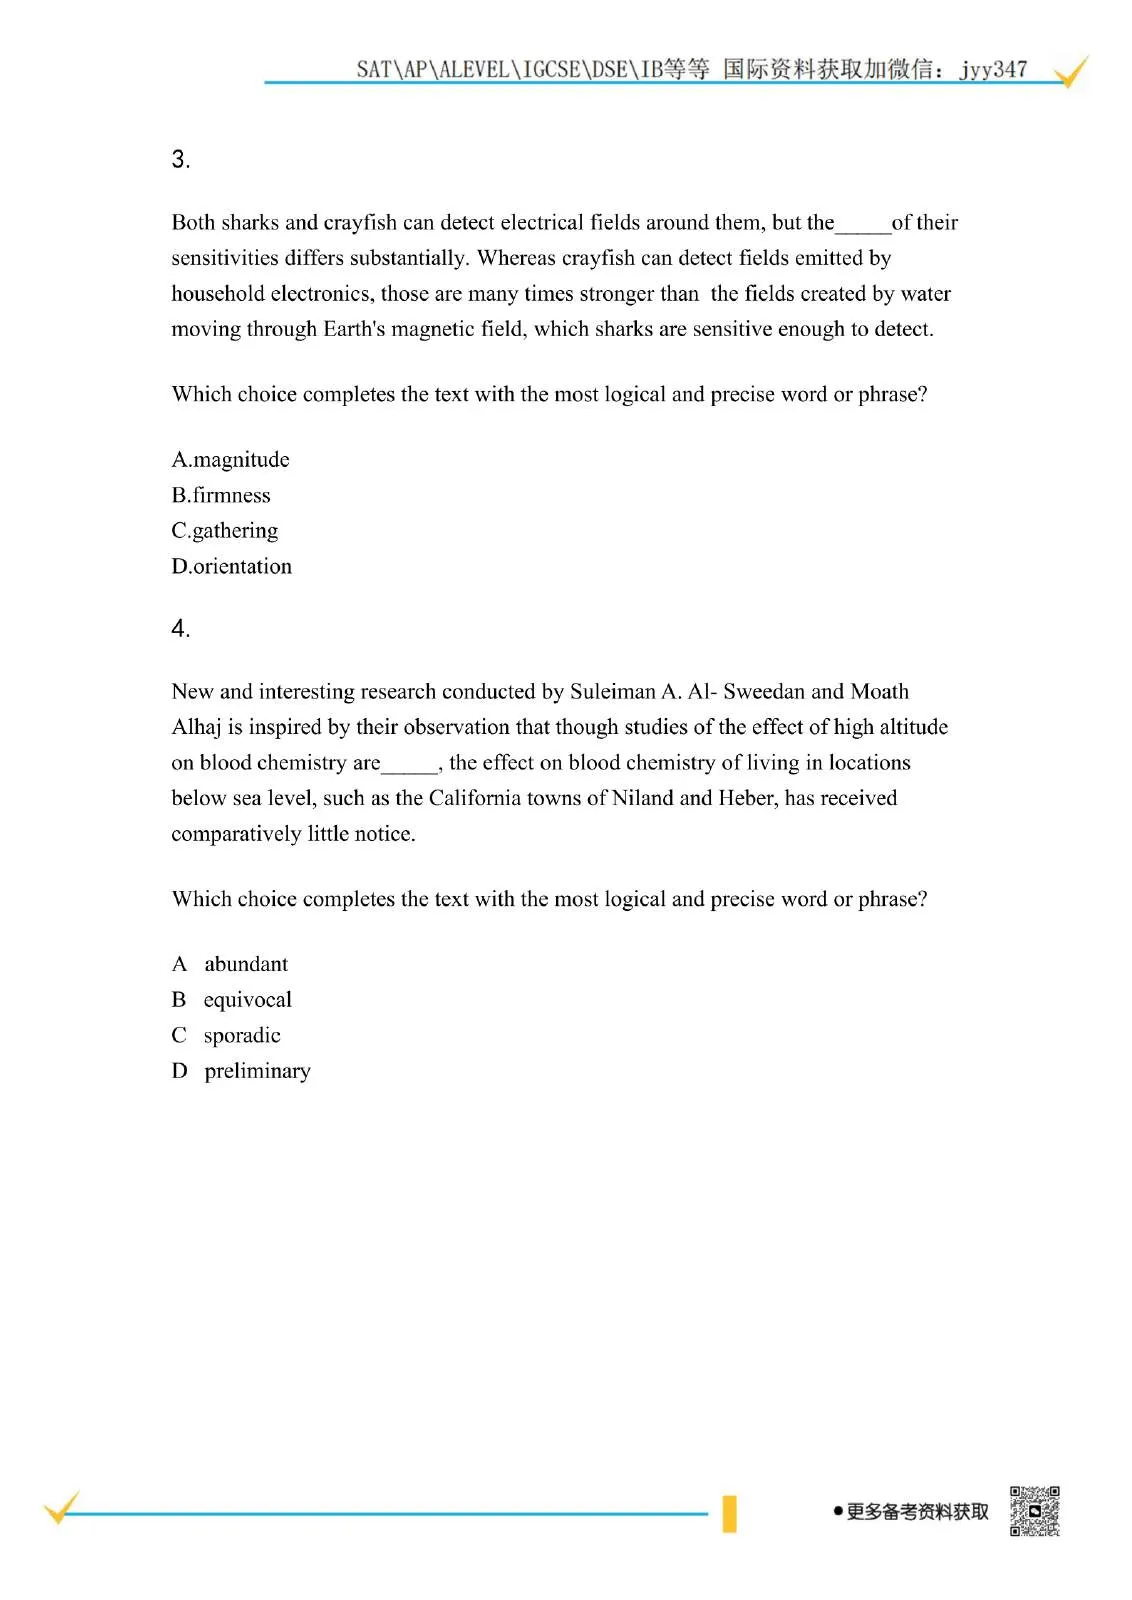 SAT\AP\ALEVEL\IGCSE\DSE\IB等等 国际资料获取加微信：jyy347
3.
Both sharks and crayfish can detect electrical fields around them, but the_____of their
sensitivities differs substantially. Whereas crayfish can detect fields emitted by
household electronics, those are many times stronger than  the fields created by water
moving through Earth's magnetic field, which sharks are sensitive enough to detect.
Which choice completes the text with the most logical and precise word or phrase?
A.magnitude
B.firmness
C.gathering
D.orientation
4.
New and interesting research conducted by Suleiman A. Al- Sweedan and Moath
Alhaj is inspired by their observation that though studies of the effect of high altitude
on blood chemistry are_____, the effect on blood chemistry of living in locations
below sea level, such as the California towns of Niland and Heber, has received
comparatively little notice.
Which choice completes the text with the most logical and precise word or phrase?
A abundant
B equivocal
C sporadic
D preliminary
•更多备考资料获取